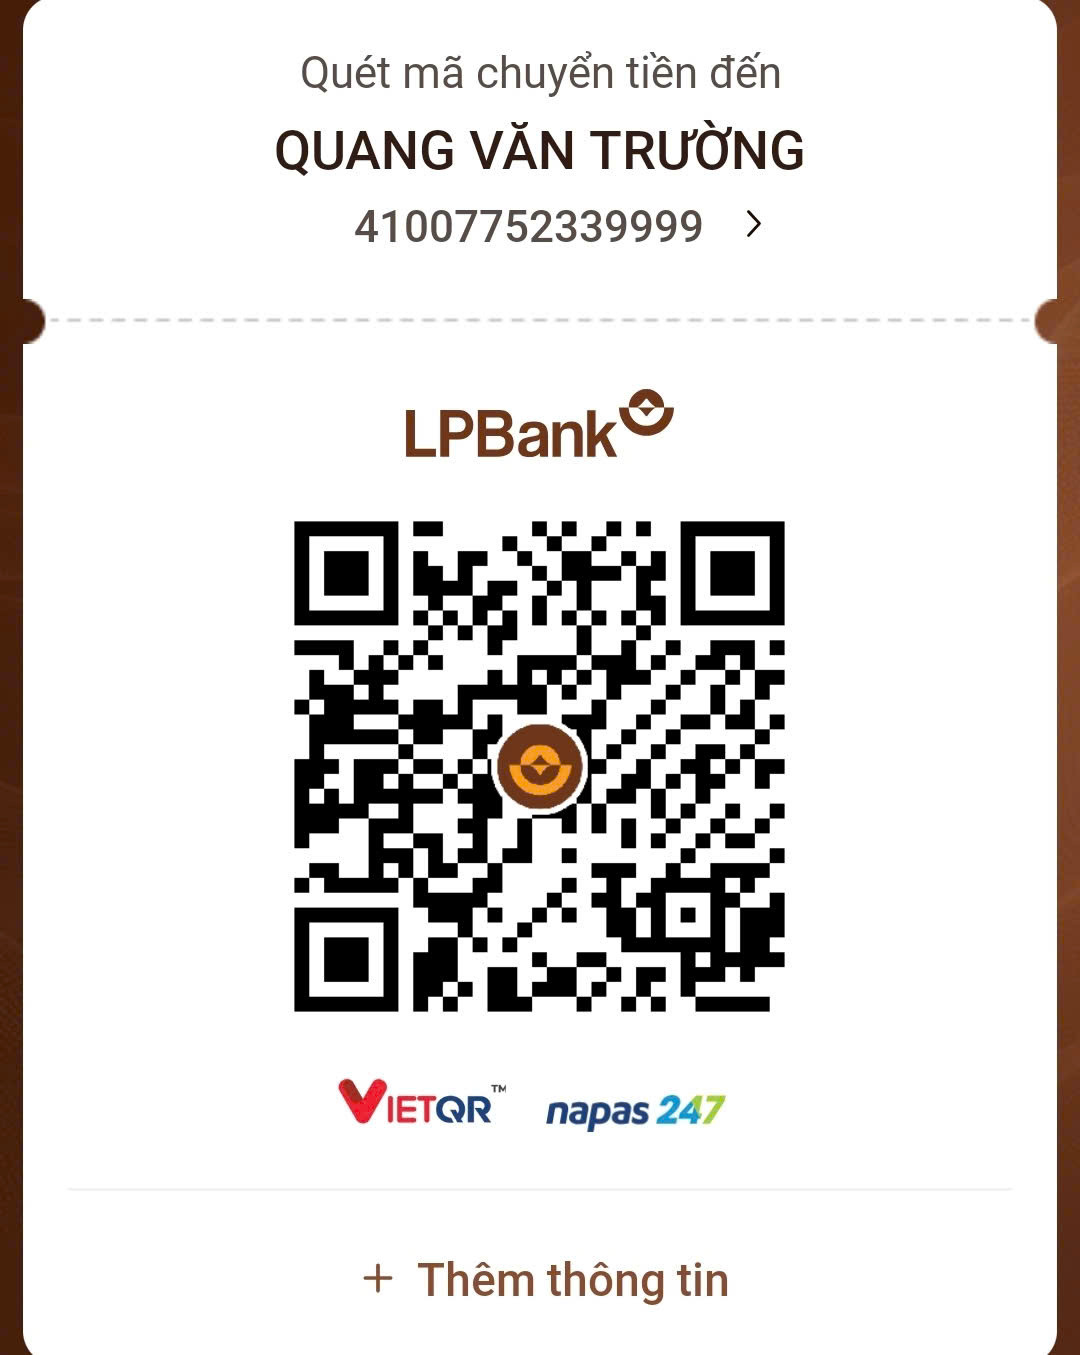 Quét mã chuyển tiền đến
QUANG VĂN TRƯỜNG
41007752339999
LPBank
VIETQR™
napas 247
+ Thêm thông tin